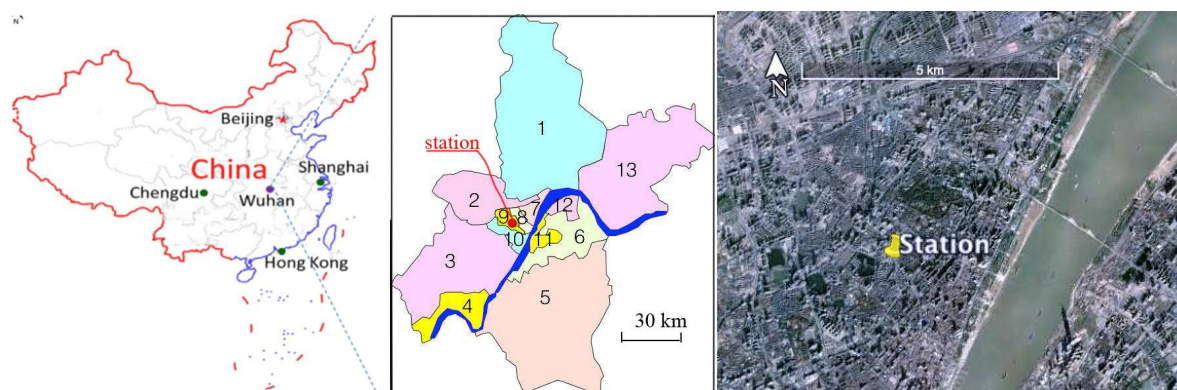 N
Beijing
China
Shanghai
Chengdu
Wuhan
Hong Kong
1
station
13
2
7
12
9
8
10
11
6
3
5
4
30 km
5 km
N
Station